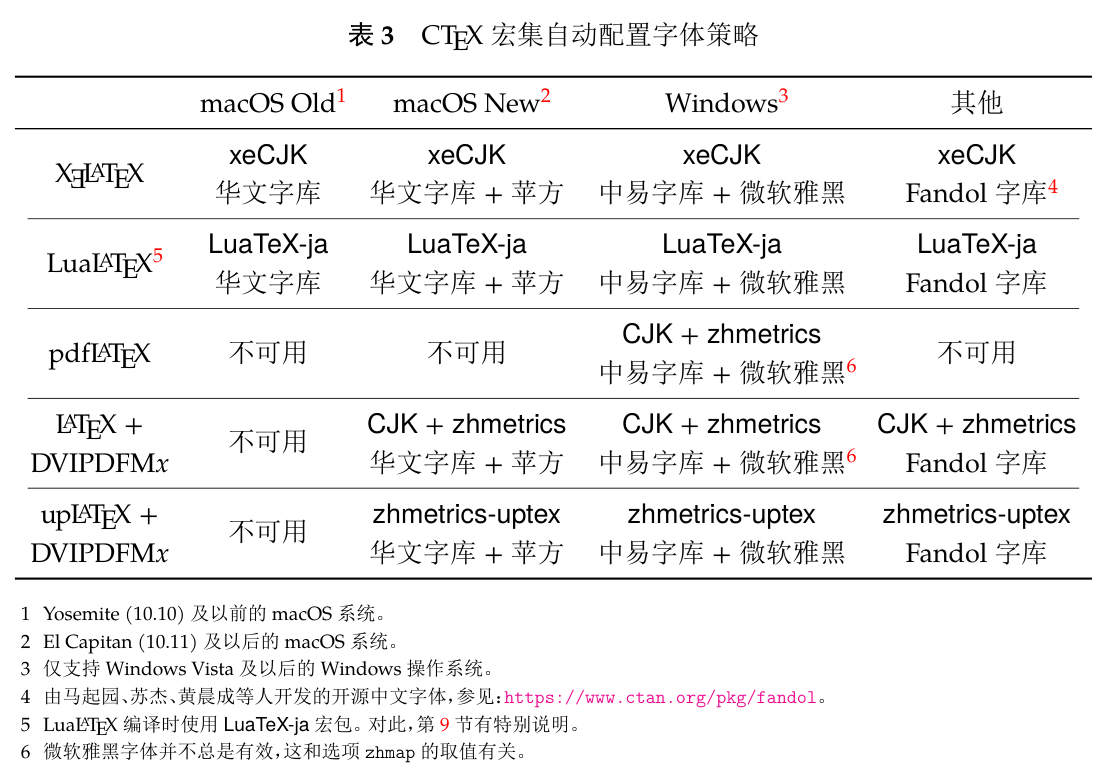 表 3 CTEX 宏集自动配置字体策略
macOS Old1 macOS New2 Windows3 其他
XƎLATEX
xeCJK xeCJK xeCJK xeCJK
华文字库 华文字库 + 苹方 中易字库 + 微软雅黑 Fandol 字库4
LuaLATEX5
LuaTeX-ja LuaTeX-ja LuaTeX-ja LuaTeX-ja
华文字库 华文字库 + 苹方 中易字库 + 微软雅黑 Fandol 字库
pdfLATEX 不可用 不可用 CJK + zhmetrics 不可用
中易字库 + 微软雅黑6
LATEX + 不可用 CJK + zhmetrics CJK + zhmetrics CJK + zhmetrics
DVIPDFMx 华文字库 + 苹方 中易字库 + 微软雅黑6 Fandol 字库
upLATEX + 不可用 zhmetrics-uptex zhmetrics-uptex zhmetrics-uptex
DVIPDFMx 华文字库 + 苹方 中易字库 + 微软雅黑 Fandol 字库
1 Yosemite (10.10) 及以前的 macOS 系统。
2 El Capitan (10.11) 及以后的 macOS 系统。
3 仅支持 Windows Vista 及以后的 Windows 操作系统。
4 由马起园、苏杰、黄晨成等人开发的开源中文字体，参见：https://www.ctan.org/pkg/fandol。
5 LuaLATEX 编译时使用 LuaTeX-ja 宏包。对此，第 9 节有特别说明。
6 微软雅黑字体并不总是有效，这和选项 zhmap 的取值有关。